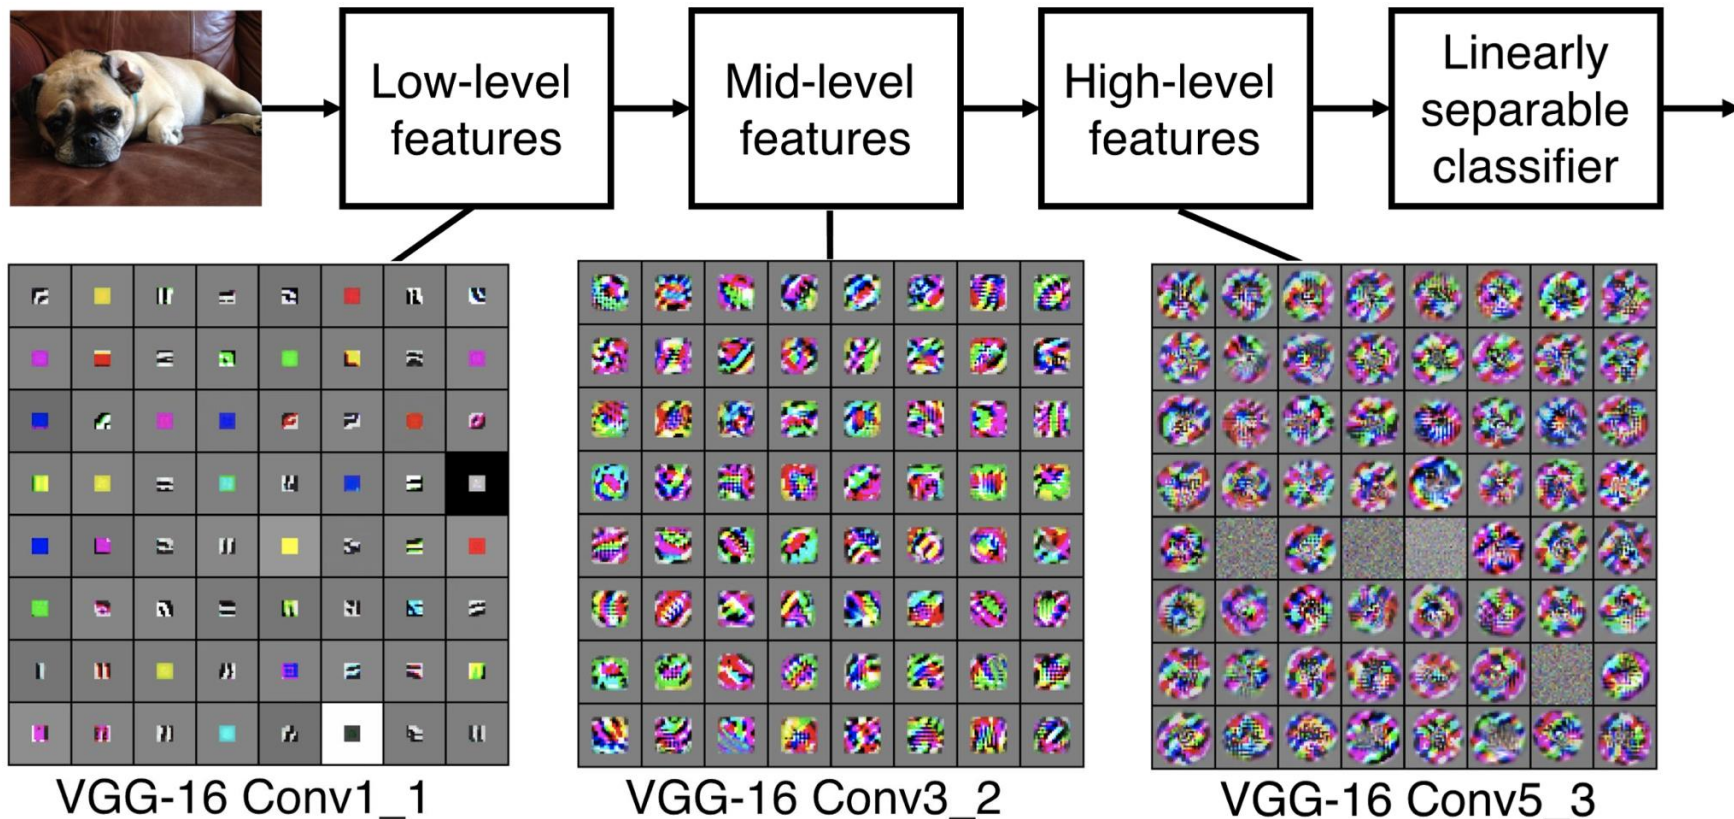 Low-level
features
Mid-level
features
High-level
features
Linearly
separable
classifier
VGG-16 Conv1_1
VGG-16 Conv3_2
VGG-16 Conv5_3